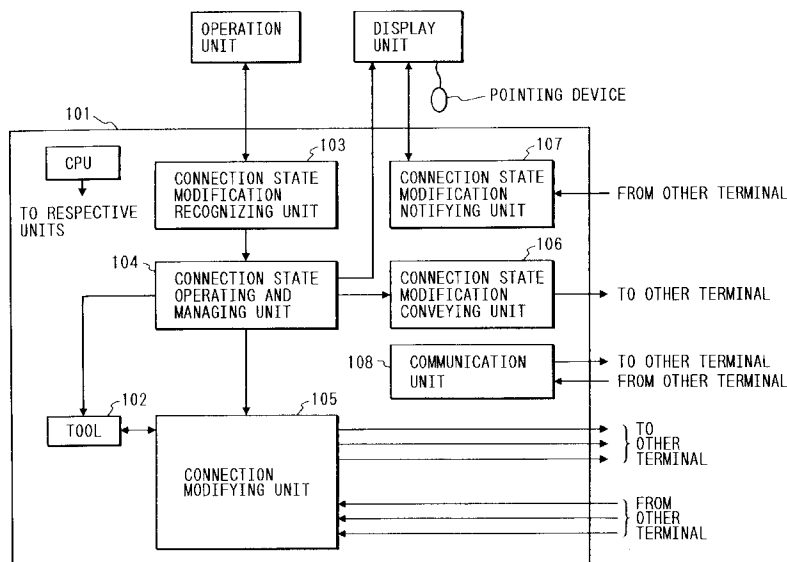 OPERATION
UNIT
DISPLAY
UNIT
POINTING DEVICE
101
CPU
TO RESPECTIVE
UNITS
103
CONNECTION STATE
MODIFICATION
RECOGNIZING UNIT
107
CONNECTION STATE
MODIFICATION
NOTIFYING UNIT
FROM OTHER TERMINAL
104
CONNECTION STATE
OPERATING AND
MANAGING UNIT
106
CONNECTION STATE
MODIFICATION
CONVEYING UNIT
TO OTHER TERMINAL
108
COMMUNICATION
UNIT
TO OTHER TERMINAL
FROM OTHER TERMINAL
102
TOOL
105
CONNECTION
MODIFYING UNIT
TO
OTHER
TERMINAL
FROM
OTHER
TERMINAL